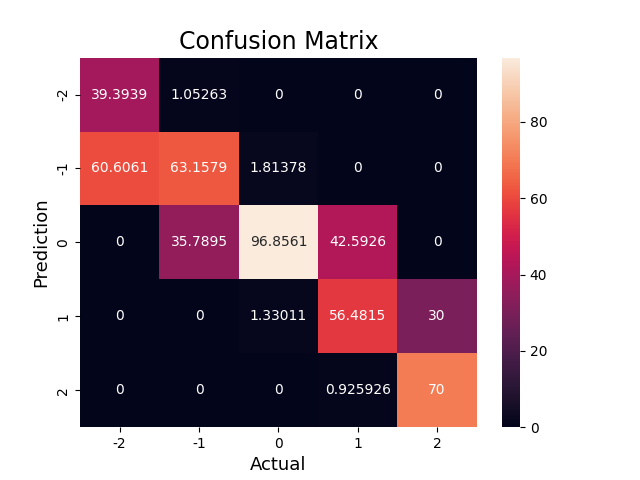 Confusion Matrix
Prediction
-2 39.3939 1.05263 0 0 0
-1 60.6061 63.1579 1.81378 0 0
0 0 35.7895 96.8561 42.5926 0
1 0 0 1.33011 56.4815 30
2 0 0 0 0.925926 70
-2 -1 0 1 2
Actual
80
60
40
20
0